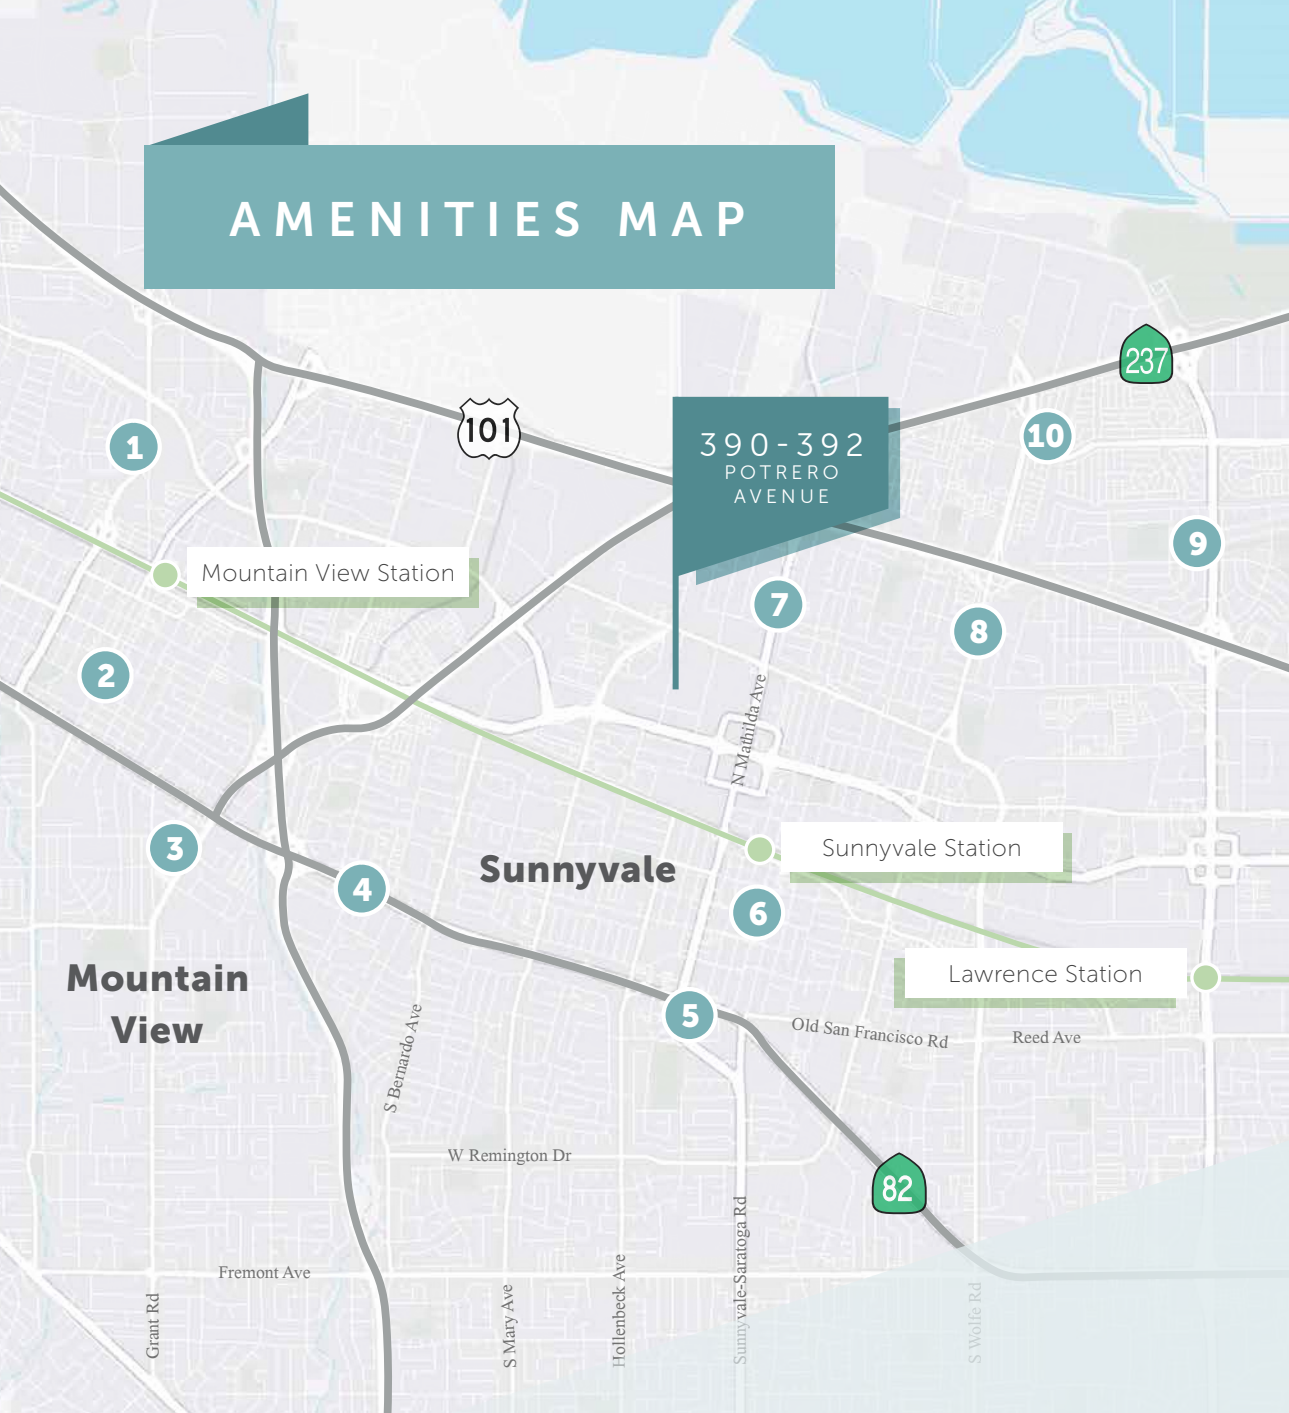 AMENITIES MAP
237
101
390-392
POTRERO
AVENUE
1
10
9
Mountain View Station
7
8
2
N Mathilda Ave
3
Sunnyvale Station
Sunnyvale
4
6
Mountain
View
Lawrence Station
5
Old San Francisco Rd
Reed Ave
S Bernardo Ave
W Remington Dr
82
Sunnyvale-Saratoga Rd
Fremont Ave
Grant Rd
S Mary Ave
Hollenbeck Ave
S Wolfe Rd